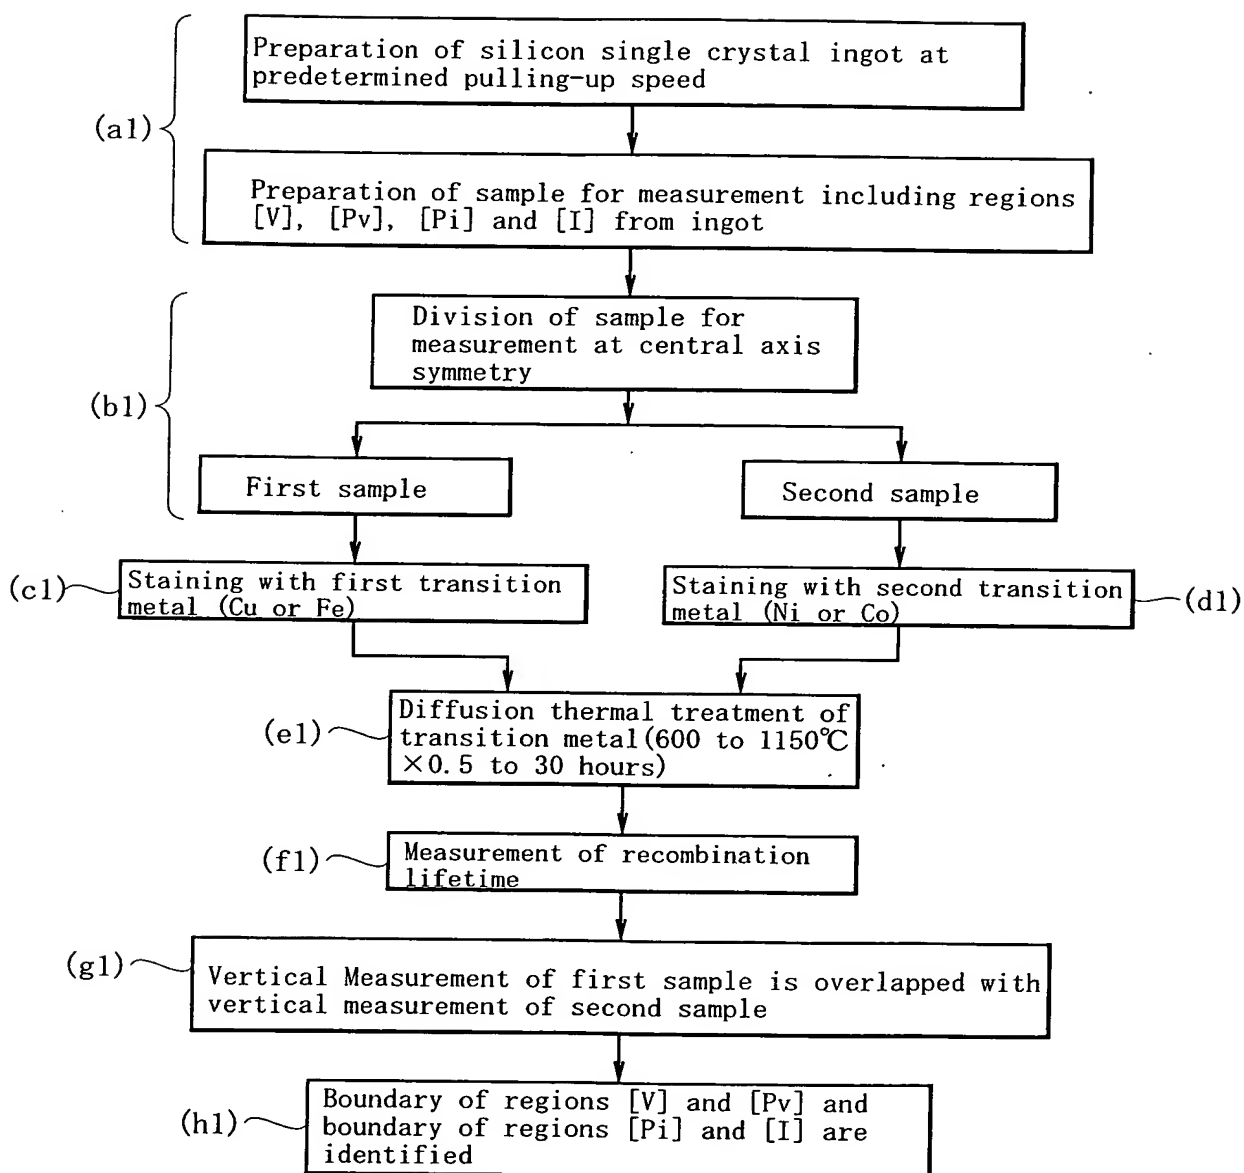 Preparation of silicon single crystal ingot at
predetermined pulling-up speed
(a1)
Preparation of sample for measurement including regions
[V], [Pv], [Pi] and [I] from ingot
Division of sample for
measurement at central axis
symmetry
(b1)
First sample
Second sample
(c1)
Staining with first transition
metal (Cu or Fe)
Staining with second transition
metal (Ni or Co)
(d1)
(e1)
Diffusion thermal treatment of
transition metal(600 to 1150℃
×0.5 to 30 hours)
(f1)
Measurement of recombination
lifetime
(g1)
Vertical Measurement of first sample is overlapped with
vertical measurement of second sample
(h1)
Boundary of regions [V] and [Pv] and
boundary of regions [Pi] and [I] are
identified